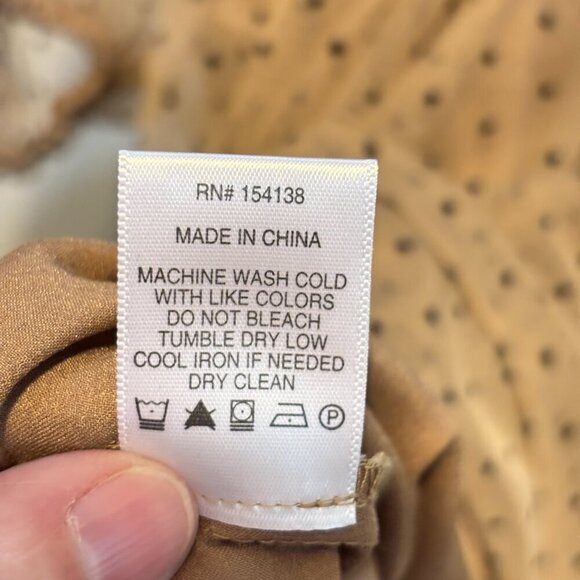 RN# 154138
MADE IN CHINA
MACHINE WASH COLD
WITH LIKE COLORS
DO NOT BLEACH
TUMBLE DRY LOW
COOL IRON IF NEEDED
DRY CLEAN
P